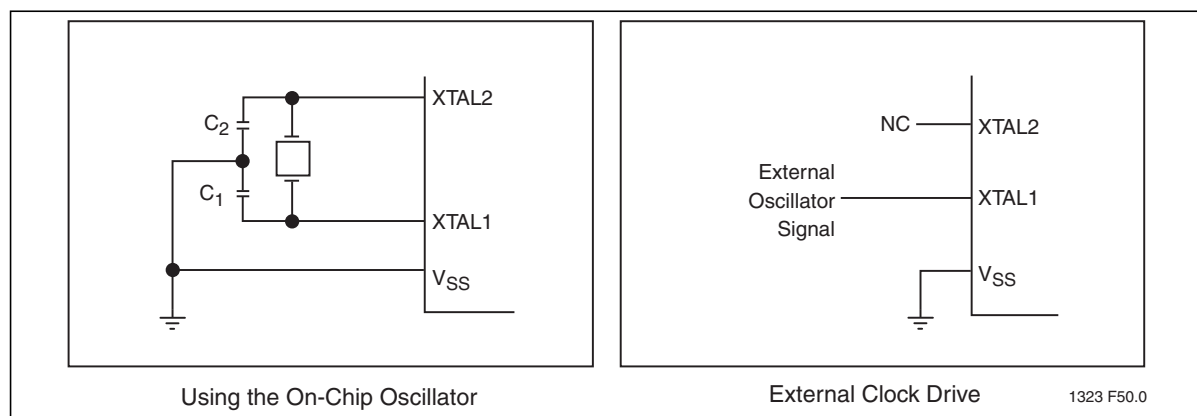 XTAL2
C2
C1
XTAL1
VSS
Using the On-Chip Oscillator
NC
XTAL2
External
Oscillator
Signal
XTAL1
VSS
External Clock Drive
1323 F50.0